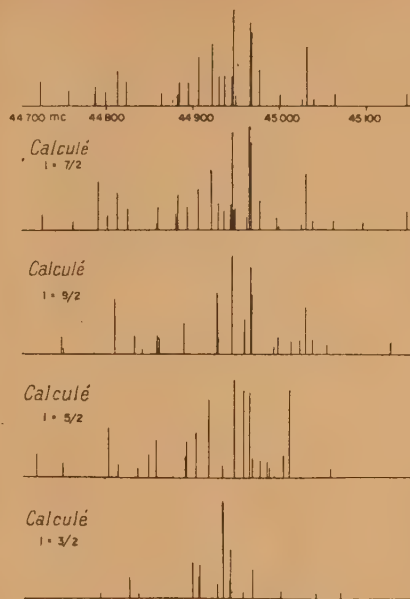 44 700 mc 44 800 44 900 45 000 45 100
Calculé
I = 7/2
Calculé
I = 9/2
Calculé
I = 5/2
Calculé
I = 3/2